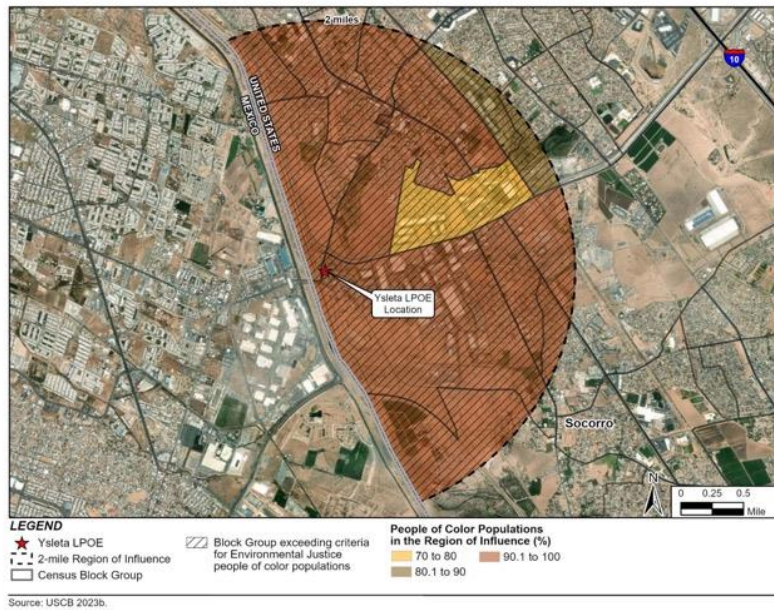 2 miles
10
UNITED STATES
MEXICO
Ysleta LPOE
Location
Socorro
N
0 0.25 0.5
Mile
LEGEND
Ysleta LPOE
2-mile Region of Influence
Census Block Group
Block Group exceeding criteria
for Environmental Justice
people of color populations
People of Color Populations
in the Region of Influence (%)
70 to 80
80.1 to 90
90.1 to 100
Source: USCB 2023b.